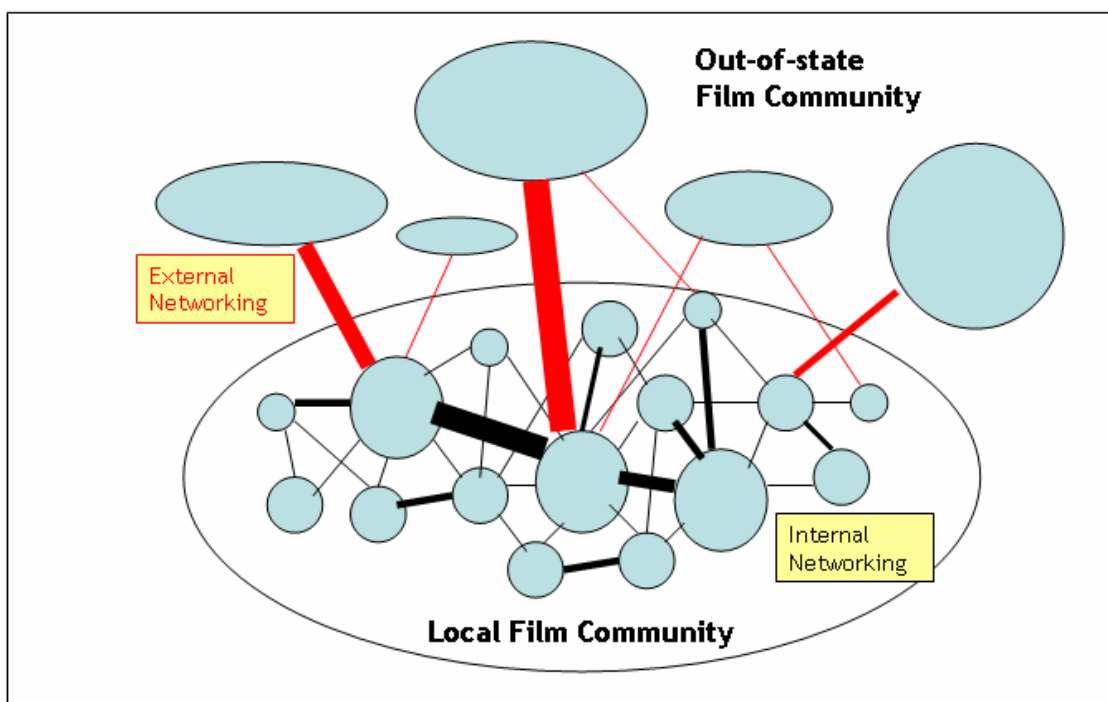 Out-of-state
Film Community
External
Networking
Internal
Networking
Local Film Community